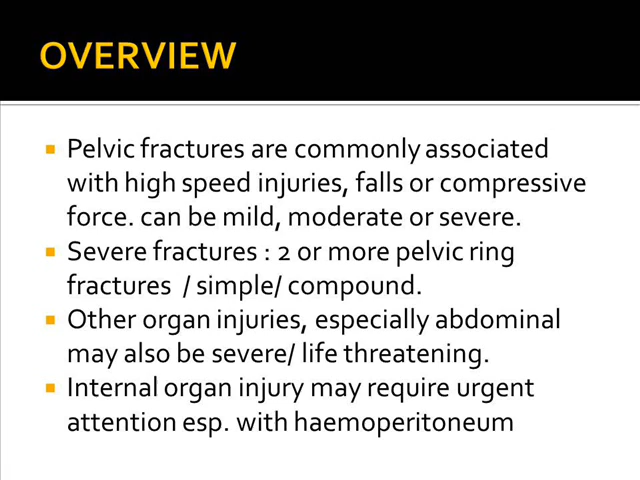 OVERVIEW
Pelvic fractures are commonly associated
with high speed injuries, falls or compressive
force. can be mild, moderate or severe.
Severe fractures : 2 or more pelvic ring
fractures / simple/ compound.
Other organ injuries, especially abdominal
may also be severe/ life threatening.
Internal organ injury may require urgent
attention esp. with haemoperitoneum